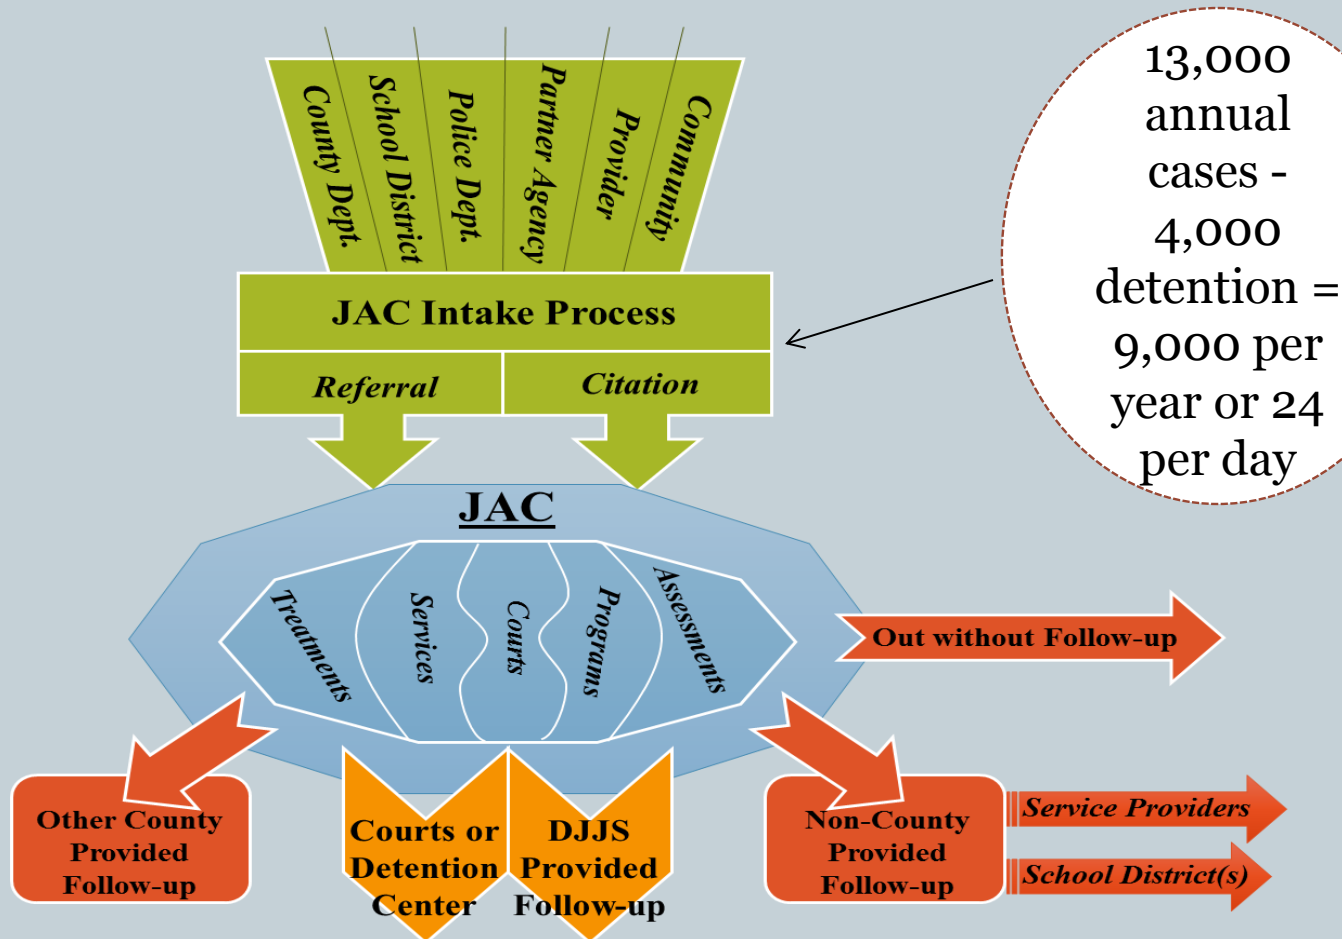 County Dept.
School District
Police Dept.
Partner Agency
Provider
Community
13,000
annual
cases -
4,000
detention =
9,000 per
year or 24
per day
JAC Intake Process
Referral
Citation
JAC
Treatments
Services
Courts
Programs
Assessments
Out without Follow-up
Other County
Provided
Follow-up
Courts or
Detention
Center
DJJS
Provided
Follow-up
Non-County
Provided
Follow-up
Service Providers
School District(s)